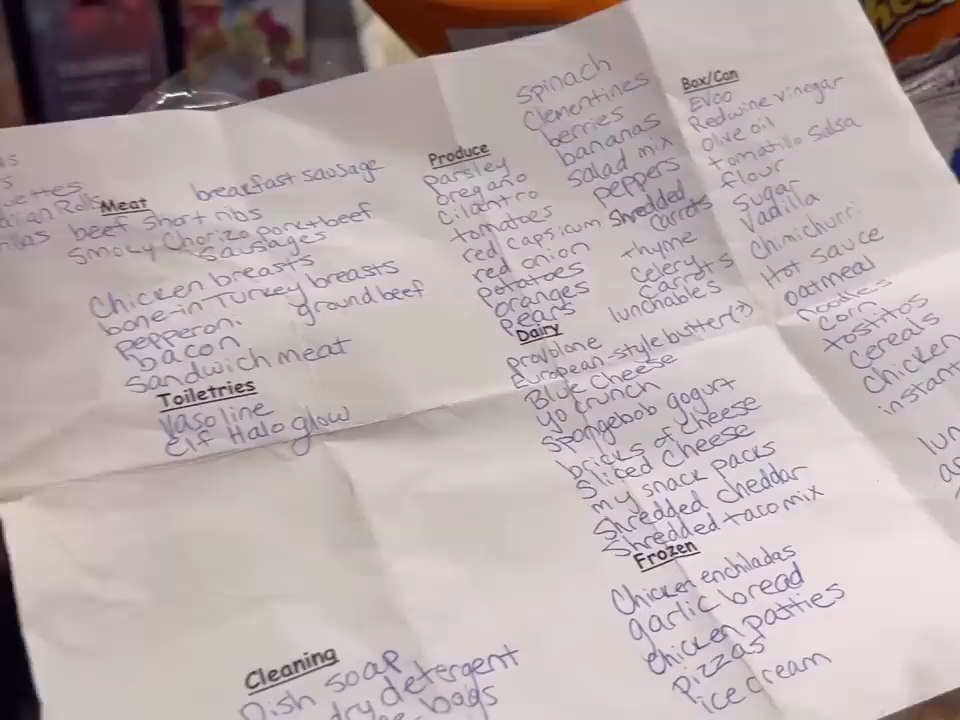 Meat
breakfast sausage
beef short ribs
Smoky Chorizo pork+beef
Sausages
Chicken breasts
bone-in Turkey breasts
pepperoni
ground beef
bacon
Sandwich meat
Toiletries
Vasoline
Elf Halo glow
Cleaning
Dish soap
detergent
bags
Produce
parsley
oregano
cilantro
tomatoes
red capsicum
red onion
potatoes
oranges
Pears
spinach
Clementines
berries
bananas
salad mix
peppers
Shredded
carrots
thyme
celery
carrots
lunchables
Dairy
provolone
European-style butter(?)
Blue Cheese
Yo crunch
Spongebob gogurt
bricks of cheese
Sliced Cheese
my snack packs
Shredded cheddar
Shredded taco mix
Frozen
Chicken enchiladas
garlic bread
chicken patties
Pizzas
ice cream
Box/Can
EVOO
Redwine vinegar
Olive oil
tomatillo salsa
flour
Sugar
Vadilla
Chimichurri
Hot sauce
oatmeal
noodles
corn
tostitos
Cereals
Chicken
instant